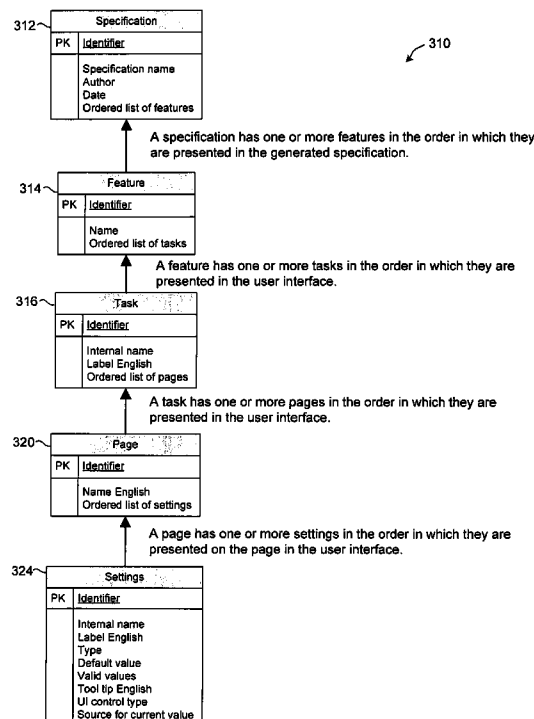 312
Specification
310
PK Identifier
Specification name
Author
Date
Ordered list of features
A specification has one or more features in the order in which they
are presented in the generated specification.
314
Feature
PK Identifier
Name
Ordered list of tasks
A feature has one or more tasks in the order in which they are
presented in the user interface.
316
Task
PK Identifier
Internal name
Label English
Ordered list of pages
A task has one or more pages in the order in which they are
presented in the user interface.
320
Page
PK Identifier
Name English
Ordered list of settings
A page has one or more settings in the order in which they are
presented on the page in the user interface.
324
Settings
PK Identifier
Internal name
Label English
Type
Default value
Valid values
Tool tip English
UI control type
Source for current value